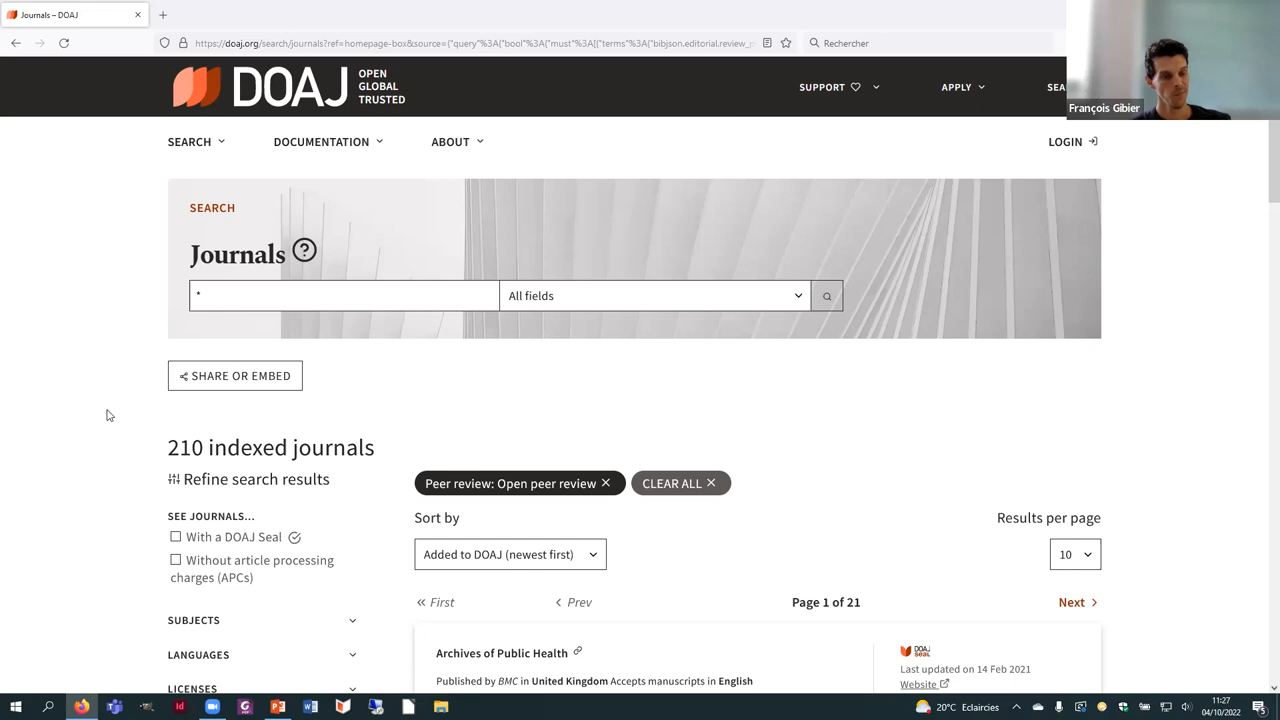 Journals – DOAJ
https://doaj.org/search/journals?ref=homepage-box&source={"query"%3A{"bool"%3A{"must"%3A[{"terms"%3A{"bibjson.editorial.review_p
Rechercher
DOAJ
OPEN
GLOBAL
TRUSTED
SUPPORT
APPLY
SEA
François Gibier
SEARCH
DOCUMENTATION
ABOUT
LOGIN
SEARCH
Journals
*
All fields
SHARE OR EMBED
210 indexed journals
Refine search results
Peer review: Open peer review ×
CLEAR ALL ×
SEE JOURNALS...
With a DOAJ Seal
Without article processing
charges (APCs)
Sort by
Results per page
Added to DOAJ (newest first)
10
« First
‹ Prev
Page 1 of 21
Next ›
SUBJECTS
LANGUAGES
LICENSES
Archives of Public Health
Published by BMC in United Kingdom Accepts manuscripts in English
DOAJ
seal
Last updated on 14 Feb 2021
Website
20°C Eclaircies
11:27
04/10/2022